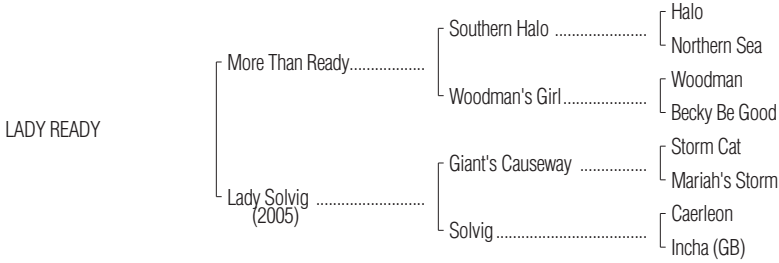 Halo
Southern Halo ......................
Northern Sea
More Than Ready..................
Woodman
Woodman's Girl....................
Becky Be Good
LADY READY
Storm Cat
Giant's Causeway ................
Mariah's Storm
Lady Solvig ..........................
(2005)
Caerleon
Solvig ....................................
Incha (GB)